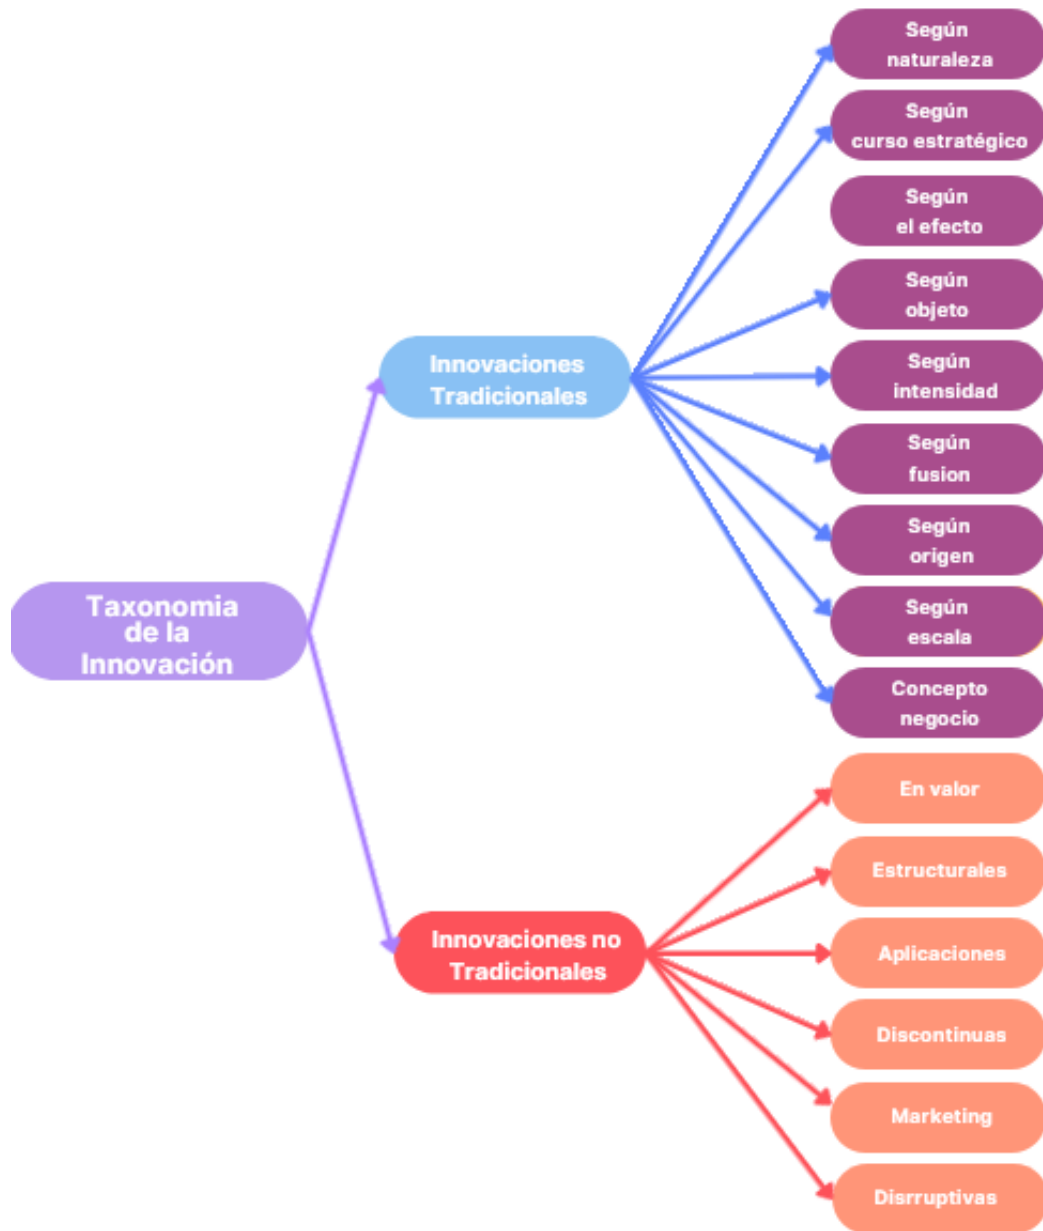 Taxonomia
de la
Innovación
Innovaciones
Tradicionales
Según
naturaleza
Según
curso estratégico
Según
el efecto
Según
objeto
Según
intensidad
Según
fusion
Según
origen
Según
escala
Concepto
negocio
Innovaciones no
Tradicionales
En valor
Estructurales
Aplicaciones
Discontinuas
Marketing
Disrruptivas